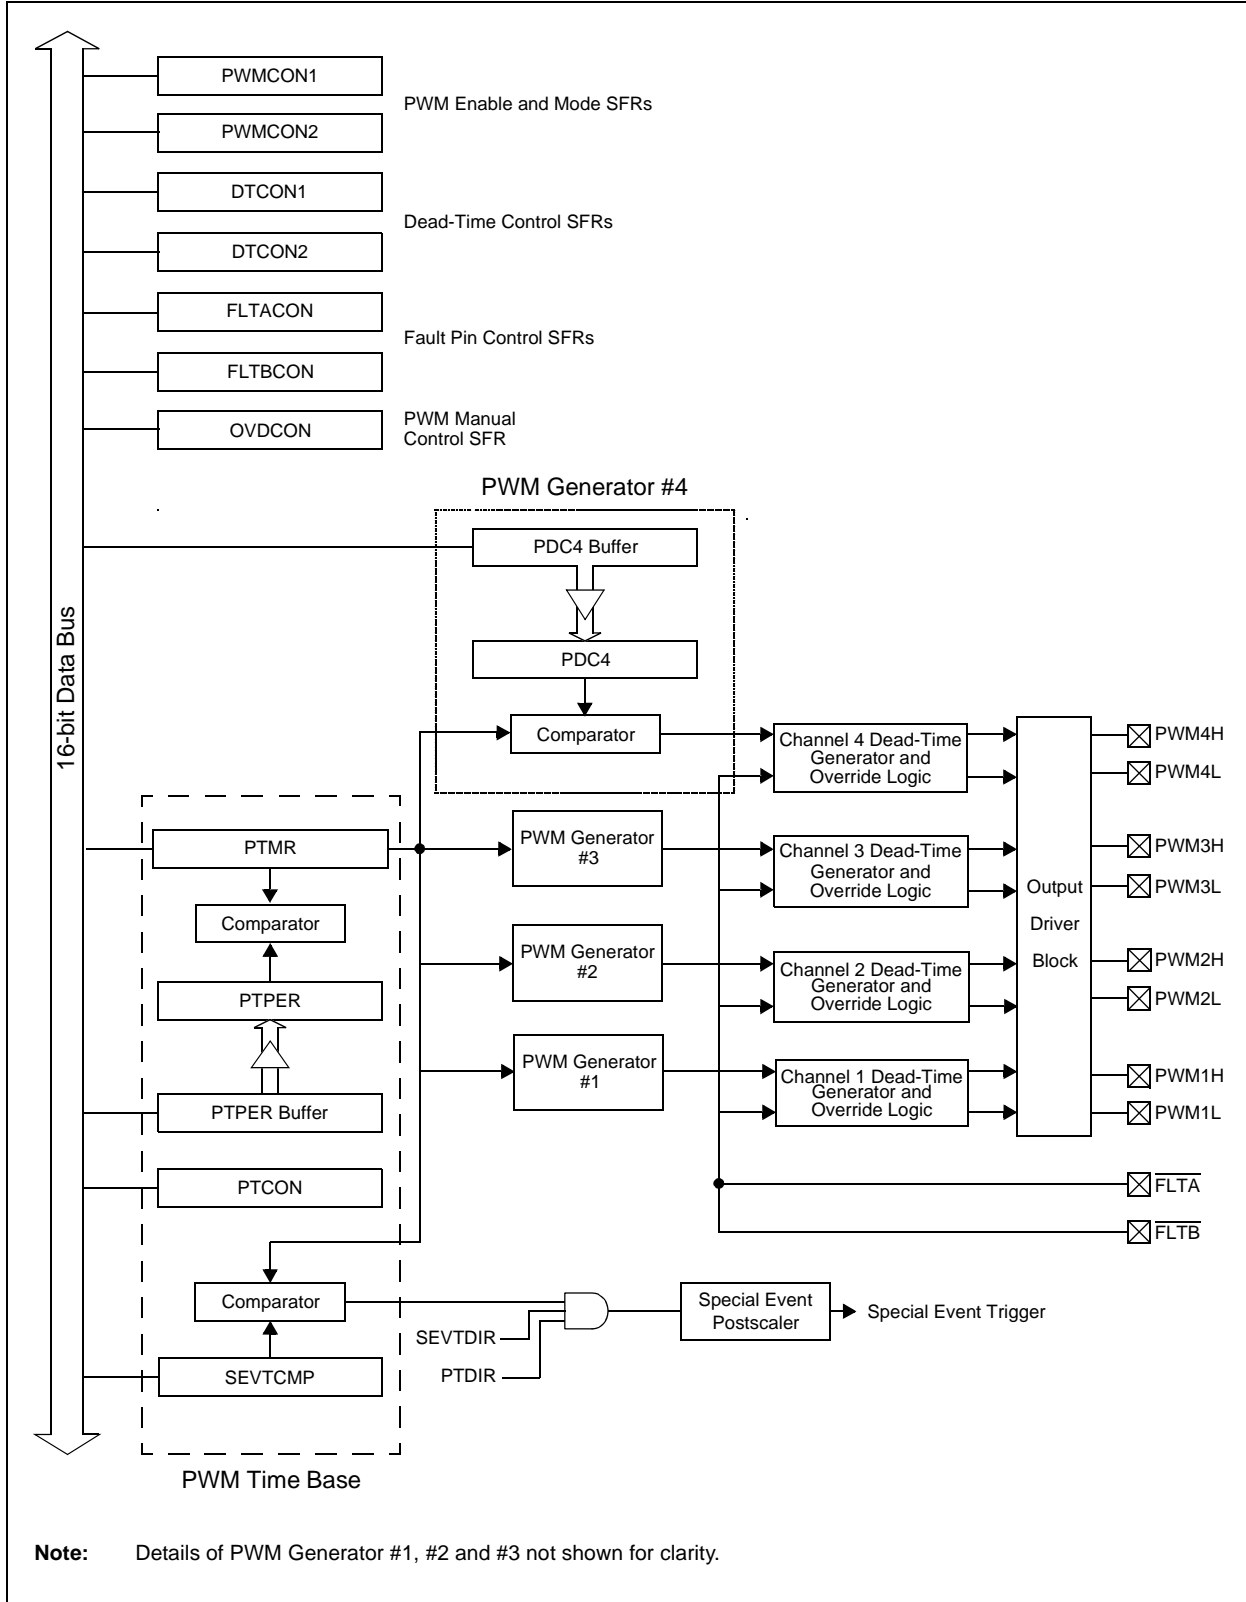 PWMCON1
PWM Enable and Mode SFRs
PWMCON2
DTCON1
Dead-Time Control SFRs
DTCON2
FLTACON
Fault Pin Control SFRs
FLTBCON
OVDCON
PWM Manual
Control SFR
16-bit Data Bus
PWM Generator #4
PDC4 Buffer
PDC4
Comparator
Channel 4 Dead-Time
Generator and
Override Logic
PWM4H
PWM4L
PTMR
Comparator
PTPER
PTPER Buffer
PTCON
Comparator
SEVTCMP
PWM Time Base
PWM Generator
#3
Channel 3 Dead-Time
Generator and
Override Logic
PWM3H
PWM3L
Output
Driver
Block
PWM Generator
#2
Channel 2 Dead-Time
Generator and
Override Logic
PWM2H
PWM2L
PWM Generator
#1
Channel 1 Dead-Time
Generator and
Override Logic
PWM1H
PWM1L
FLTA
FLTB
SEVTDIR
PTDIR
Special Event
Postscaler
Special Event Trigger
Note: Details of PWM Generator #1, #2 and #3 not shown for clarity.